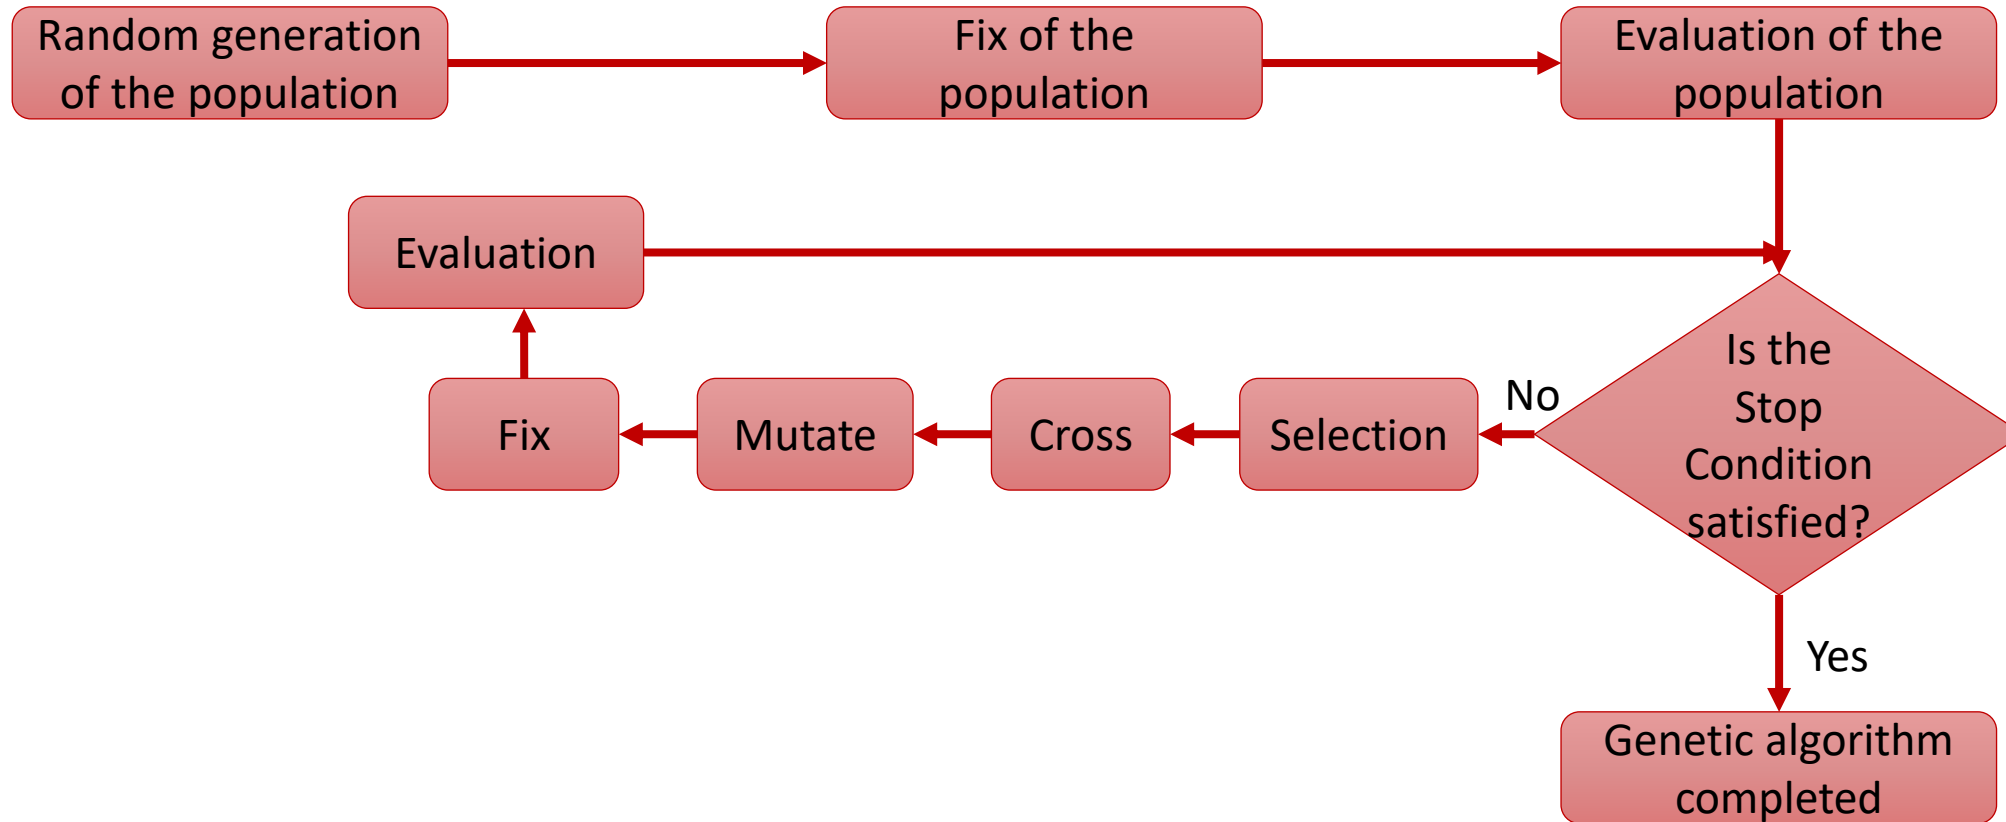 Random generation
of the population
Fix of the
population
Evaluation of the
population
Evaluation
Fix
Mutate
Cross
Selection
No
Is the
Stop
Condition
satisfied?
Yes
Genetic algorithm
completed